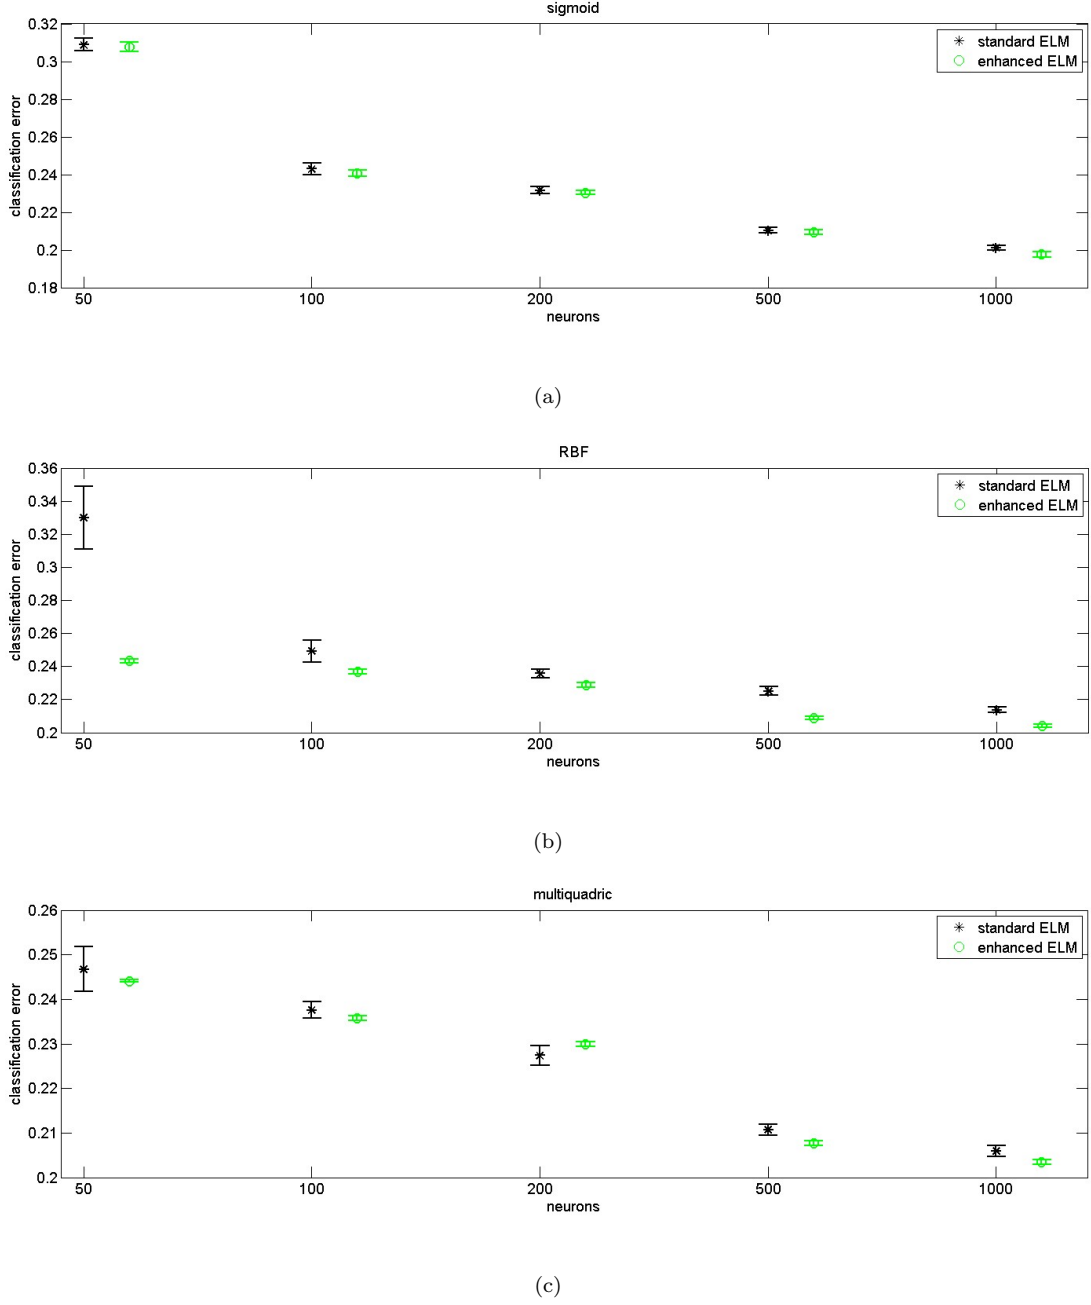 sigmoid
0.32
0.3
0.28
0.26
0.24
0.22
0.2
0.18
classification error
standard ELM
enhanced ELM
50 100 200 500 1000
neurons
(a)
RBF
0.36
0.34
0.32
0.3
0.28
0.26
0.24
0.22
0.2
classification error
standard ELM
enhanced ELM
50 100 200 500 1000
neurons
(b)
multiquadric
0.26
0.25
0.24
0.23
0.22
0.21
0.2
classification error
standard ELM
enhanced ELM
50 100 200 500 1000
neurons
(c)